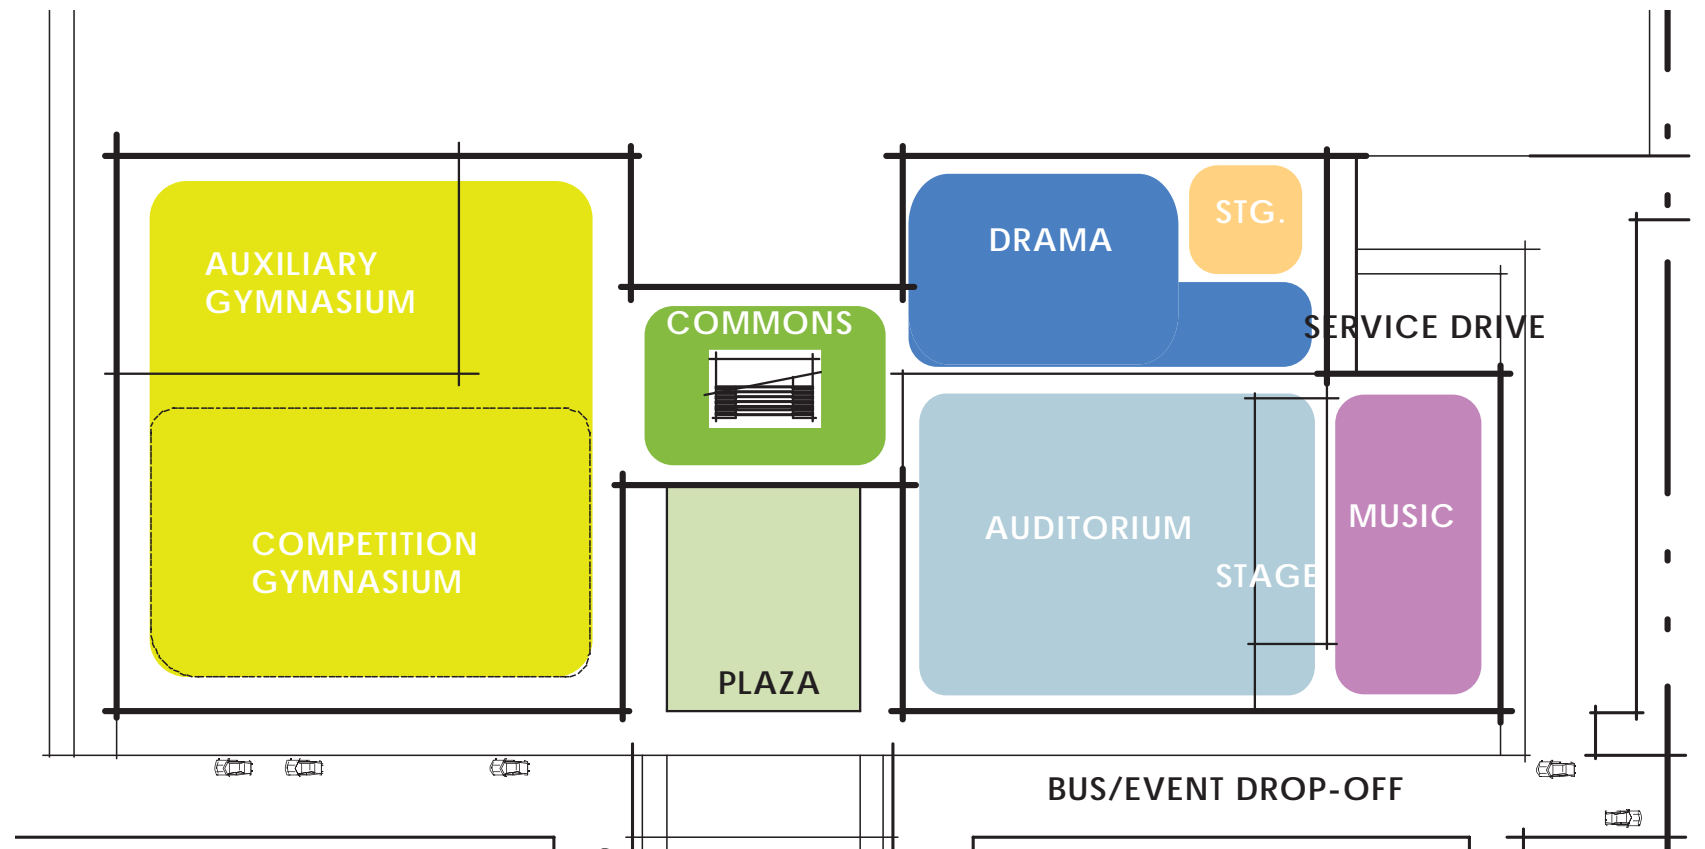 AUXILIARY
GYMNASIUM
COMPETITION
GYMNASIUM
COMMONS
PLAZA
DRAMA
STG.
SERVICE DRIVE
AUDITORIUM
STAGE
MUSIC
BUS/EVENT DROP-OFF